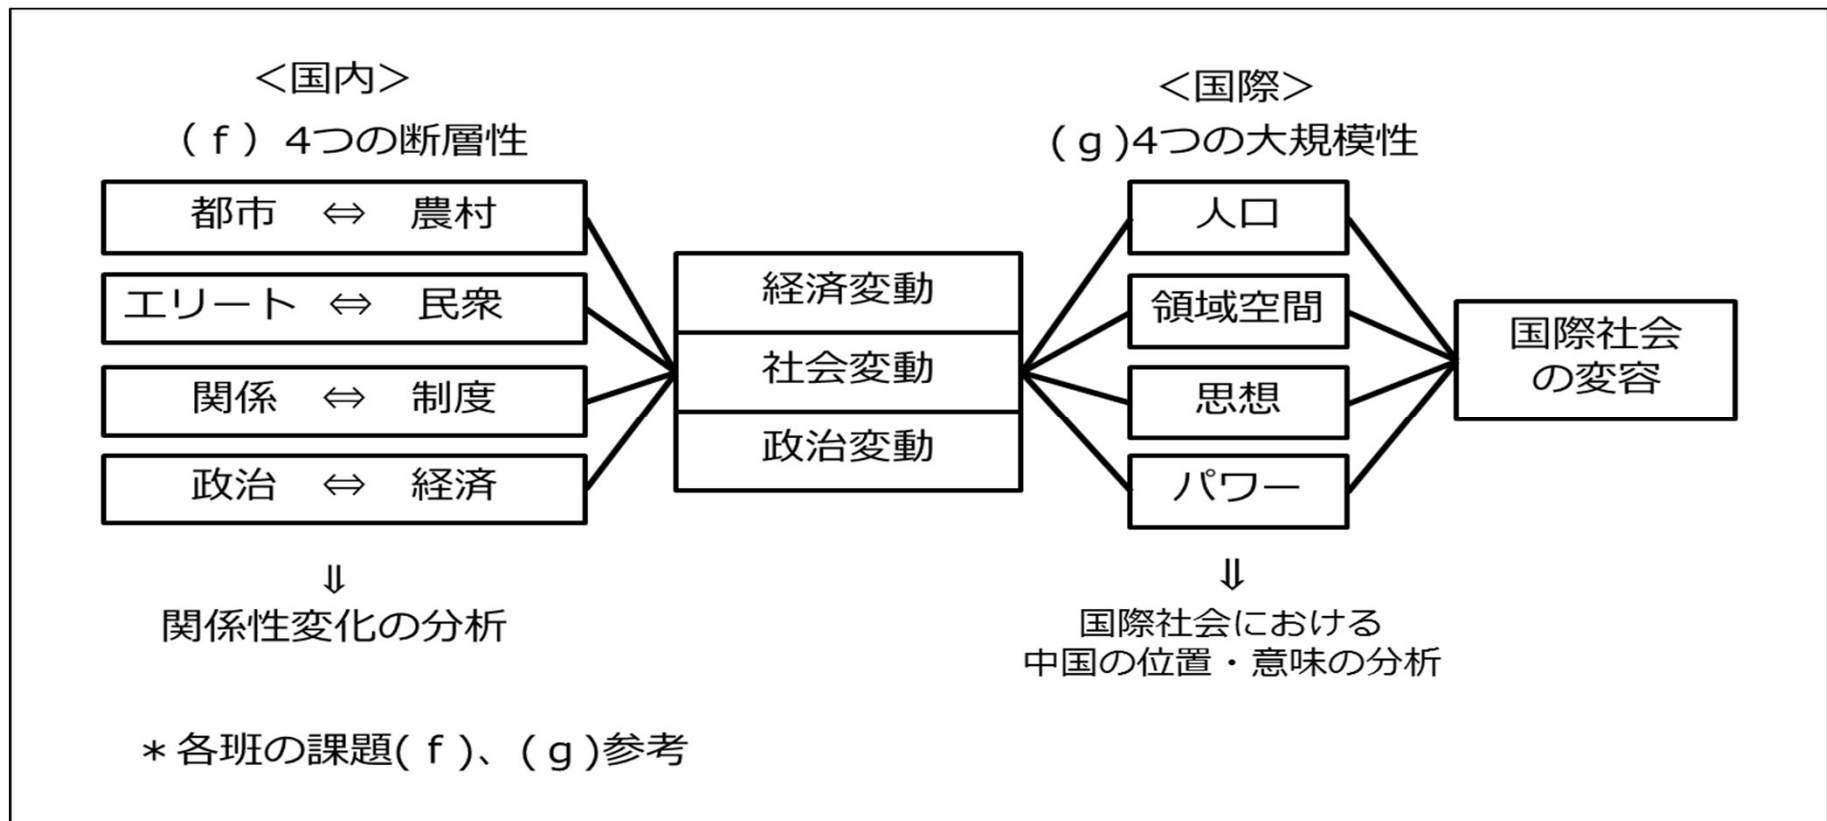 ＜国内＞
(ｆ) 4つの断層性
都市 ⇔ 農村
エリート ⇔ 民衆
関係 ⇔ 制度
政治 ⇔ 経済
⇓
関係性変化の分析
経済変動
社会変動
政治変動
＜国際＞
(ｇ)4つの大規模性
人口
領域空間
思想
パワー
⇓
国際社会における
中国の位置・意味の分析
国際社会
の変容
＊各班の課題(ｆ)、(ｇ)参考